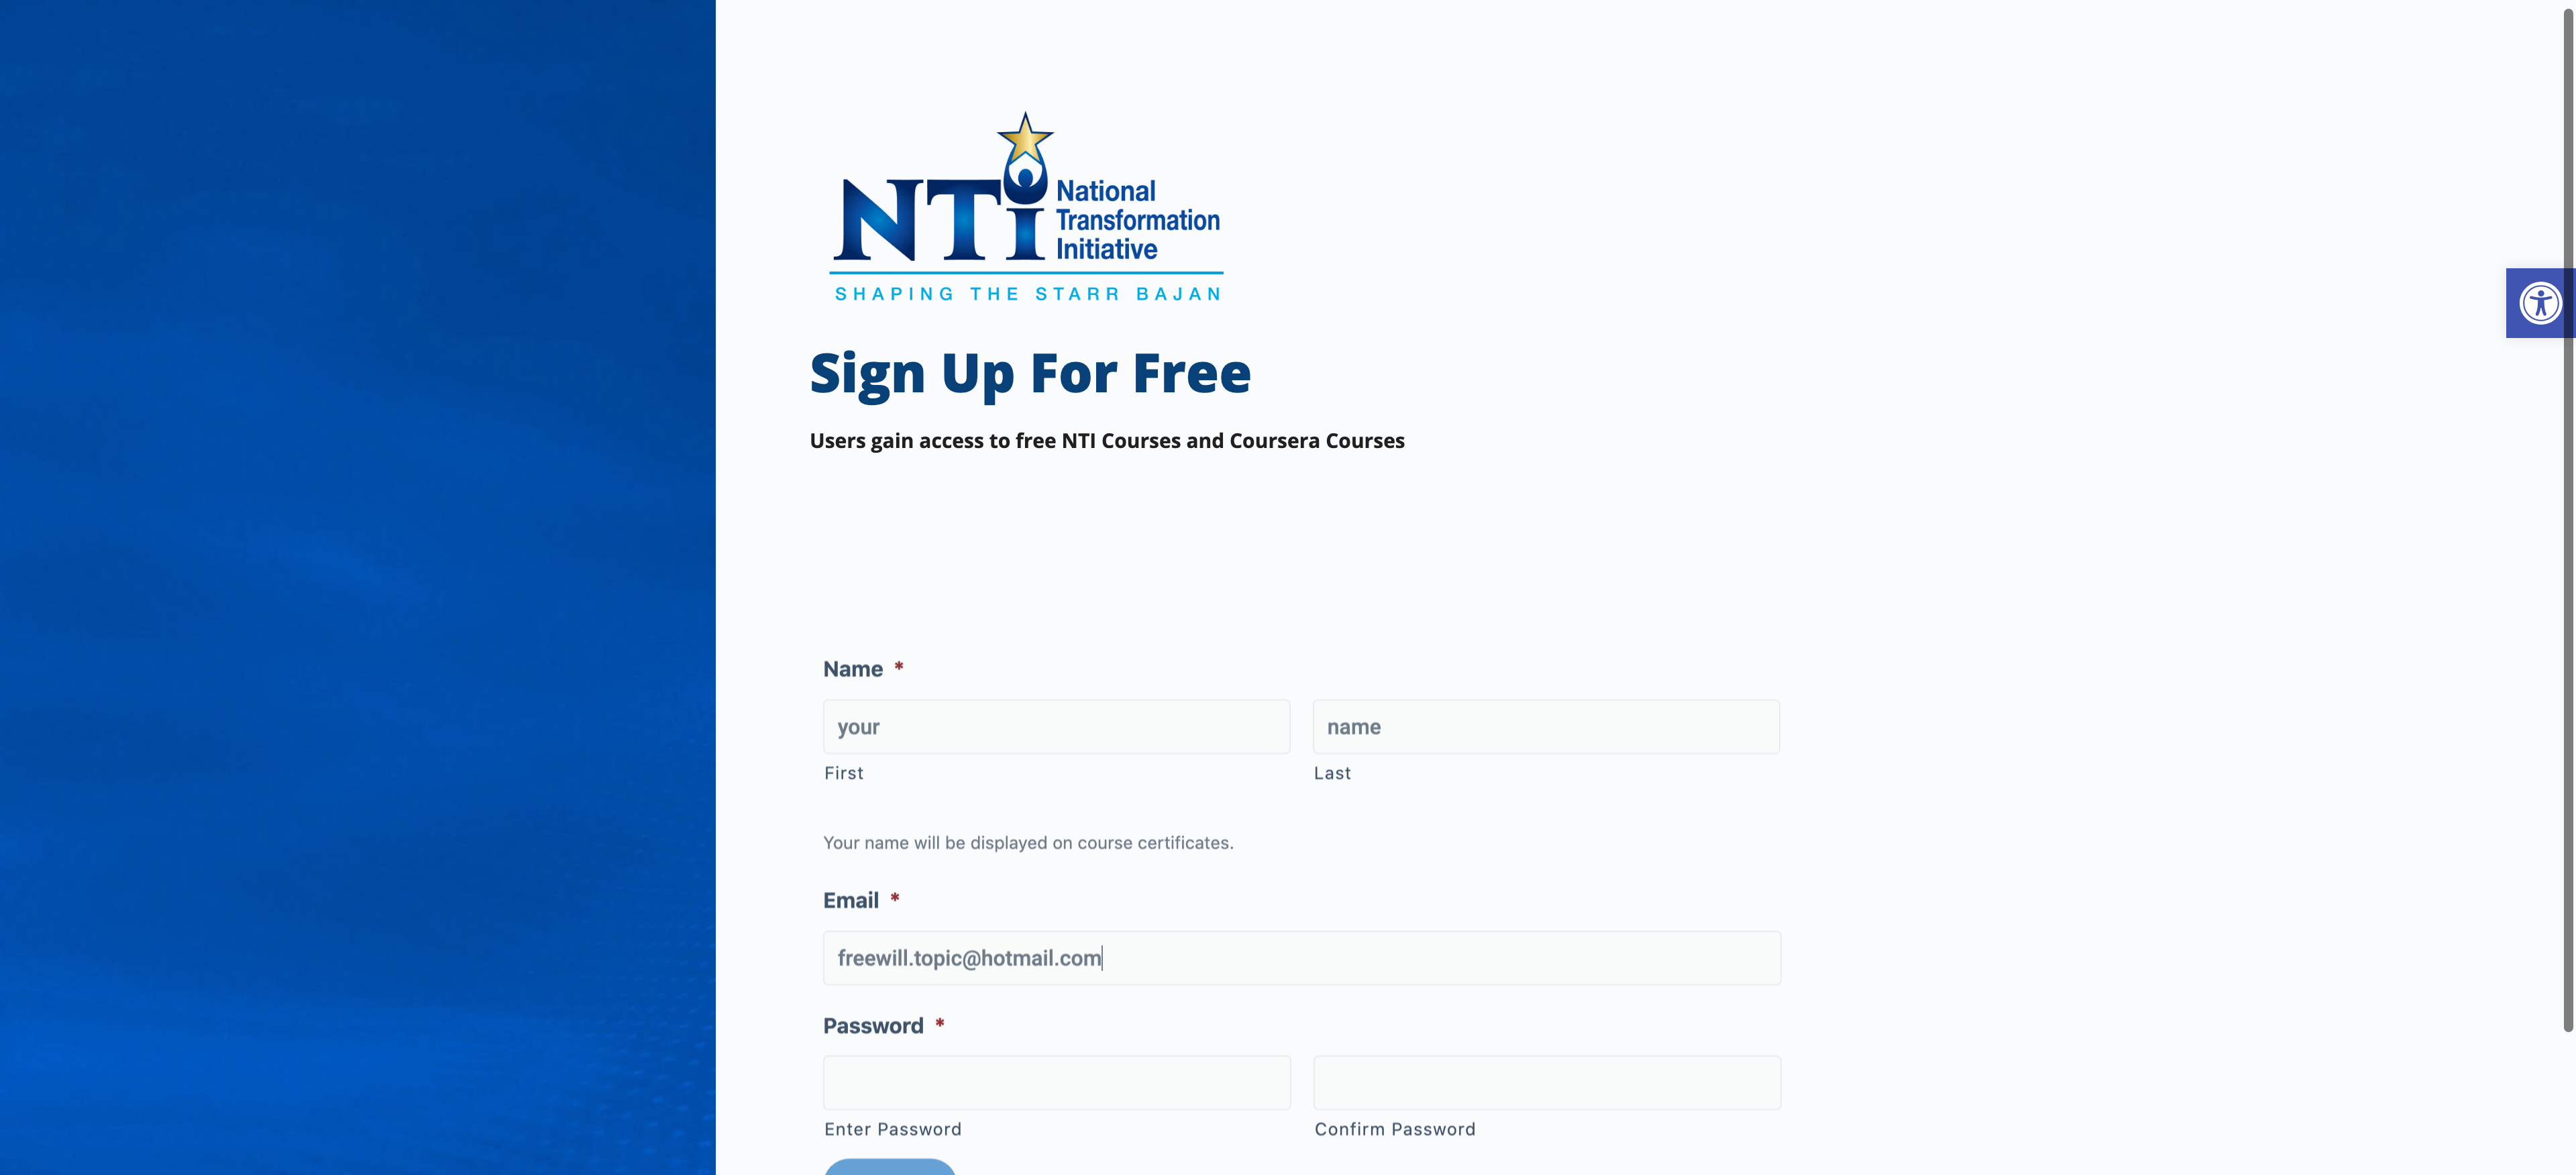 NTi National
Transformation
Initiative
SHAPING THE STARR BAJAN
Sign Up For Free
Users gain access to free NTI Courses and Coursera Courses
Name *
your name
First Last
Your name will be displayed on course certificates.
Email *
freewill.topic@hotmail.com
Password *
Enter Password Confirm Password